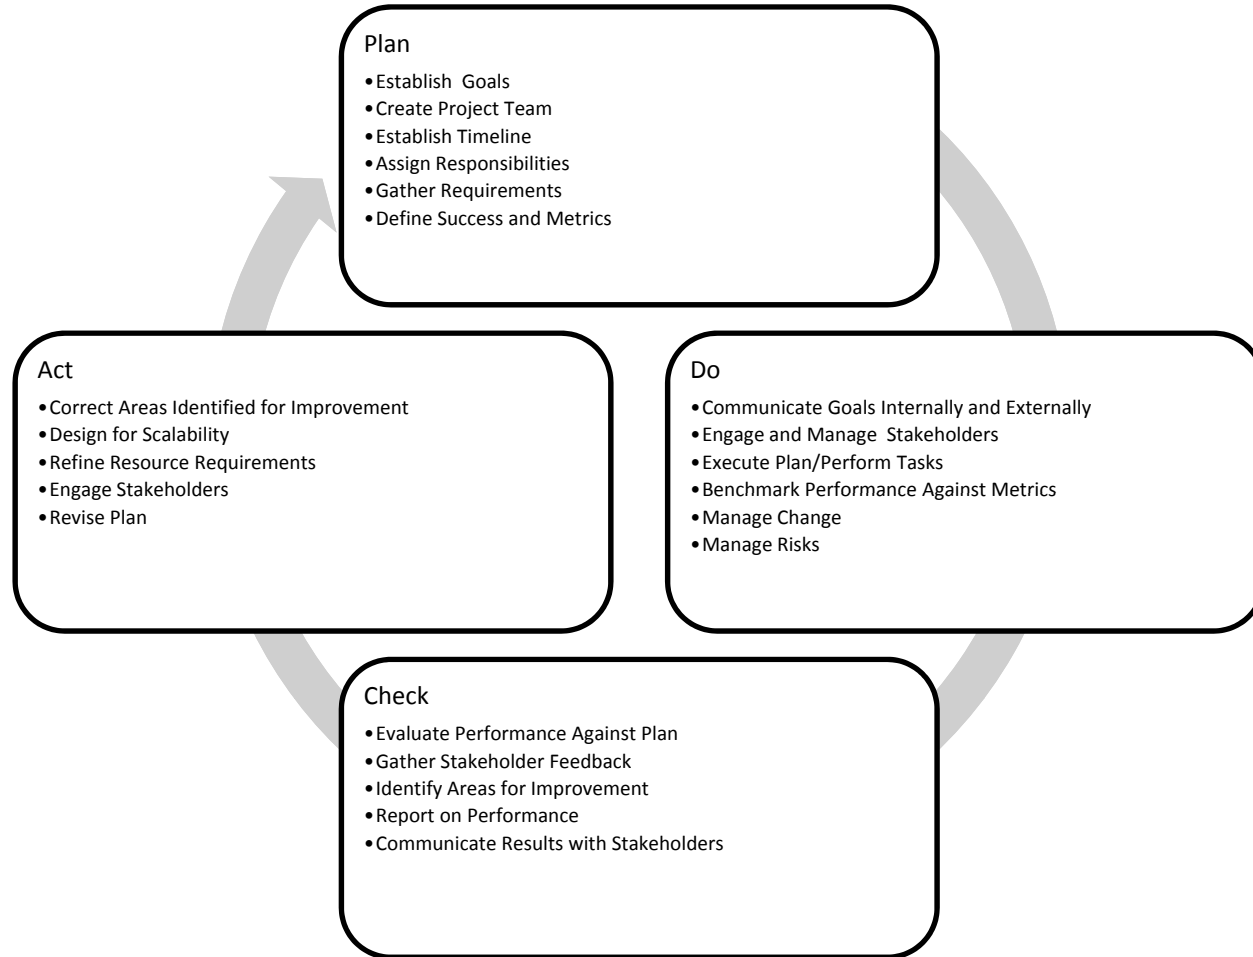 Plan
•Establish Goals
•Create Project Team
•Establish Timeline
•Assign Responsibilities
•Gather Requirements
•Define Success and Metrics
Act
•Correct Areas Identified for Improvement
•Design for Scalability
•Refine Resource Requirements
•Engage Stakeholders
•Revise Plan
Do
•Communicate Goals Internally and Externally
•Engage and Manage Stakeholders
•Execute Plan/Perform Tasks
•Benchmark Performance Against Metrics
•Manage Change
•Manage Risks
Check
•Evaluate Performance Against Plan
•Gather Stakeholder Feedback
•Identify Areas for Improvement
•Report on Performance
•Communicate Results with Stakeholders